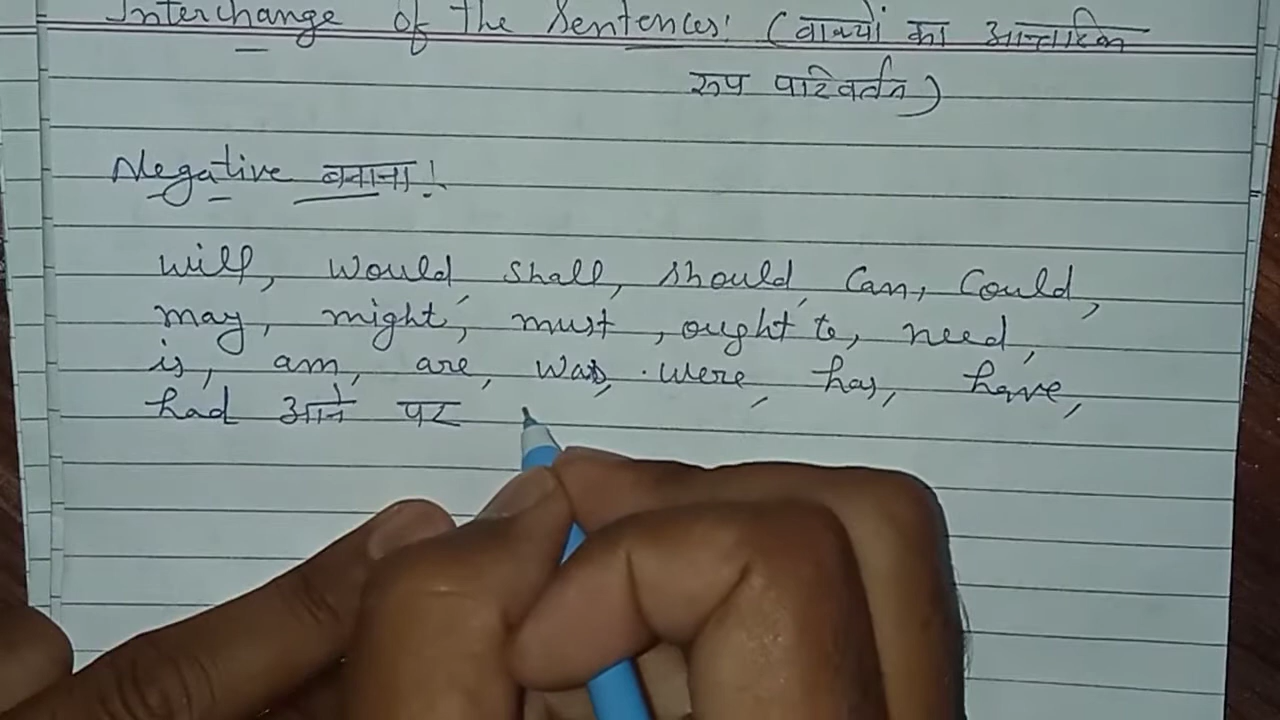 Interchange of the Sentences: (वाक्यों का आन्तरिक
रूप परिवर्तन)
Negative बनाना!
will, would, shall, should, Can, Could,
may, might, must, ought to, need,
is, am, are, was, were, has, have,
had आने पर